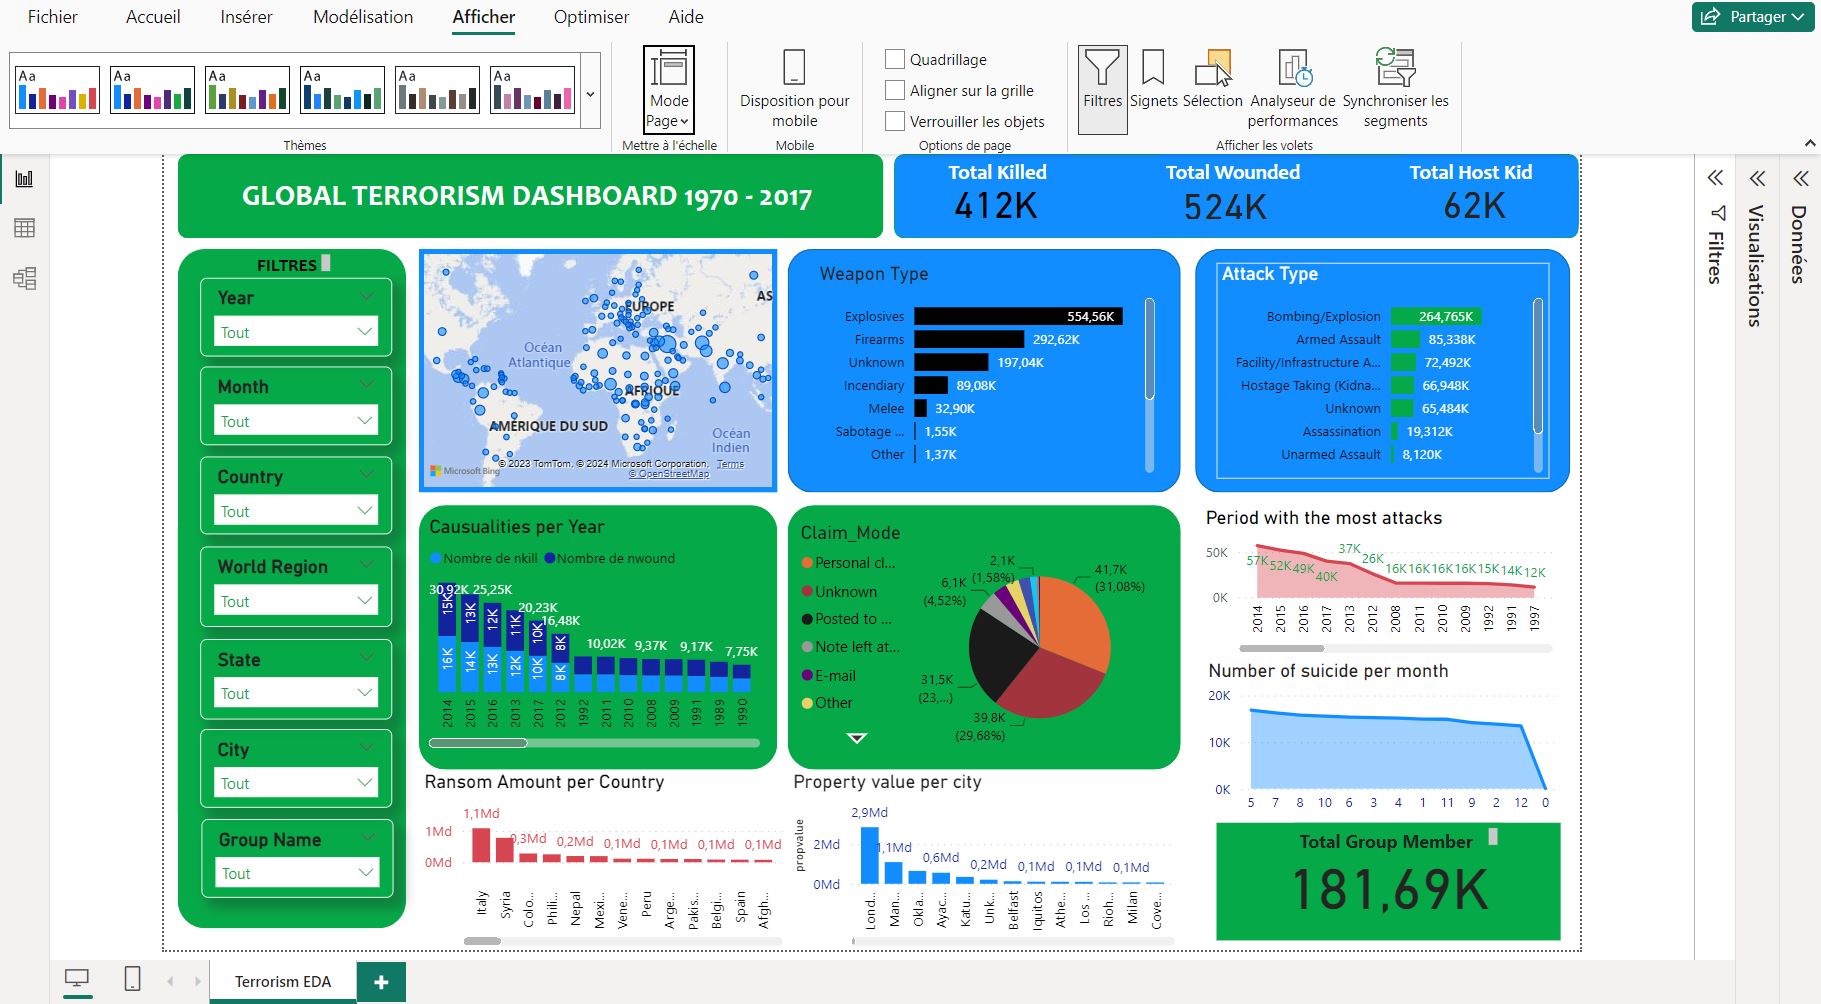 Fichier Accueil Insérer Modélisation Afficher Optimiser Aide
Partager
Aa Aa Aa Aa Aa Aa
Thèmes
Mode
Page
Mettre à l'échelle
Disposition pour
mobile
Mobile
Quadrillage
Aligner sur la grille
Verrouiller les objets
Options de page
Filtres
Signets
Sélection
Analyseur de
performances
Synchroniser les
segments
Afficher les volets
Filtres
Visualisations
Données
GLOBAL TERRORISM DASHBOARD 1970 - 2017
Total Killed
412K
Total Wounded
524K
Total Host Kid
62K
FILTRES
Year
Tout
Month
Tout
Country
Tout
World Region
Tout
State
Tout
City
Tout
Group Name
Tout
EUROPE
AS
Océan
Atlantique
AFRIQUE
AMÉRIQUE DU SUD
Océan
Indien
Microsoft Bing
© 2023 TomTom, © 2024 Microsoft Corporation, Terms
© OpenStreetMap
Weapon Type
Explosives 554,56K
Firearms 292,62K
Unknown 197,04K
Incendiary 89,08K
Melee 32,90K
Sabotage ... 1,55K
Other 1,37K
Attack Type
Bombing/Explosion 264,765K
Armed Assault 85,338K
Facility/Infrastructure A... 72,492K
Hostage Taking (Kidna... 66,948K
Unknown 65,484K
Assassination 19,312K
Unarmed Assault 8,120K
Causualities per Year
Nombre de nkill Nombre de nwound
30,92K 25,25K 20,23K 16,48K 10,02K 9,37K 9,17K 7,75K
15K 13K 12K 11K 10K 8K
16K 14K 13K 12K 10K 8K
2014 2015 2016 2013 2017 2012 1992 2011 2010 2008 2009 1991 1989 1990
Claim_Mode
Personal cl...
Unknown
Posted to ...
Note left at...
E-mail
Other
2,1K
(1,58%)
6,1K
(4,52%)
41,7K
(31,08%)
31,5K
(23,...)
39,8K
(29,68%)
Period with the most attacks
50K
0K
57K 52K 49K 40K 37K 26K 16K 16K 16K 16K 15K 14K 12K
2014 2015 2016 2017 2013 2012 2008 2011 2010 2009 1992 1991 1997
Number of suicide per month
20K
10K
0K
5 7 8 10 6 3 4 1 11 9 2 12 0
Ransom Amount per Country
1Md
0Md
1,1Md 0,3Md 0,2Md 0,1Md 0,1Md 0,1Md 0,1Md
Italy Syria Colo... Phili... Nepal Mexi... Vene... Peru Arge... Pakis... Belgi... Spain Afgh...
Property value per city
propvalue
2Md
0Md
2,9Md 1,1Md 0,6Md 0,2Md 0,1Md 0,1Md 0,1Md
Lond... Man... Okla... Ayac... Katu... Unk... Belfast Iquitos Athe... Los ... Rioh... Milan Cove...
Total Group Member
181,69K
Terrorism EDA